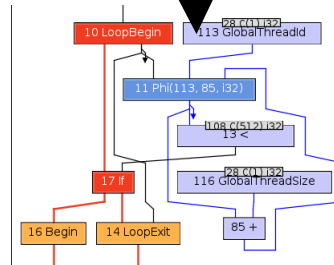 28 C(1) i32
10 LoopBegin
113 GlobalThreadId
11 Phi(113, 85, i32)
108 C(512) i32
13 <
28 C(1) i32
17 If
116 GlobalThreadSize
16 Begin
14 LoopExit
85 +